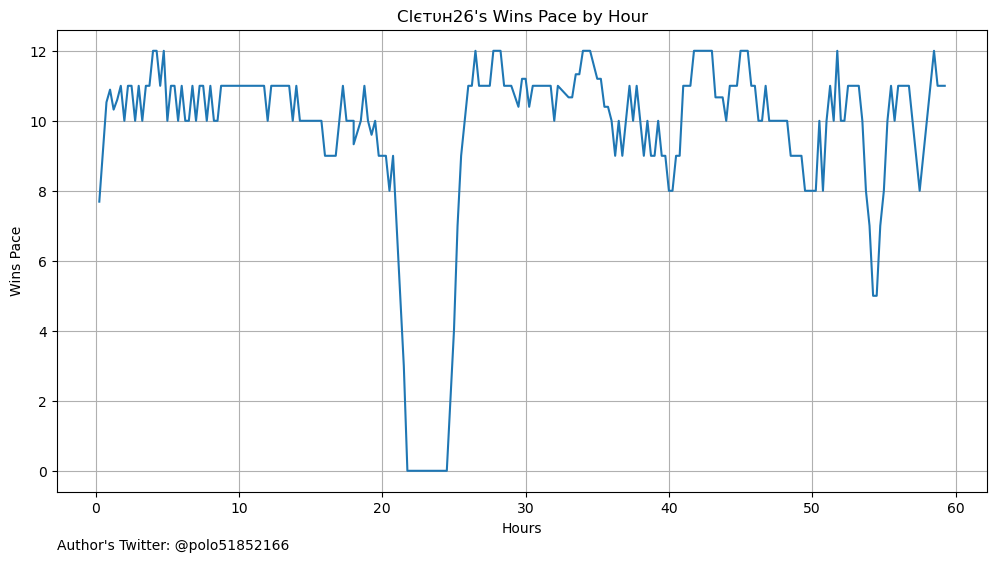 Clєтυн26's Wins Pace by Hour
12
10
8
6
4
2
0
Wins Pace
0 10 20 30 40 50 60
Hours
Author's Twitter: @polo51852166